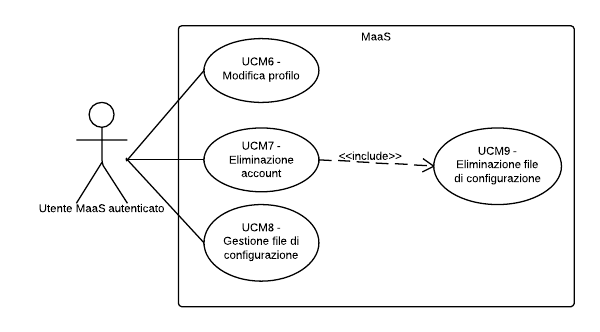 MaaS
UCM6 -
Modifica profilo
UCM7 -
Eliminazione
account
<<include>>
UCM9 -
Eliminazione file
di configurazione
Utente MaaS autenticato
UCM8 -
Gestione file di
configurazione